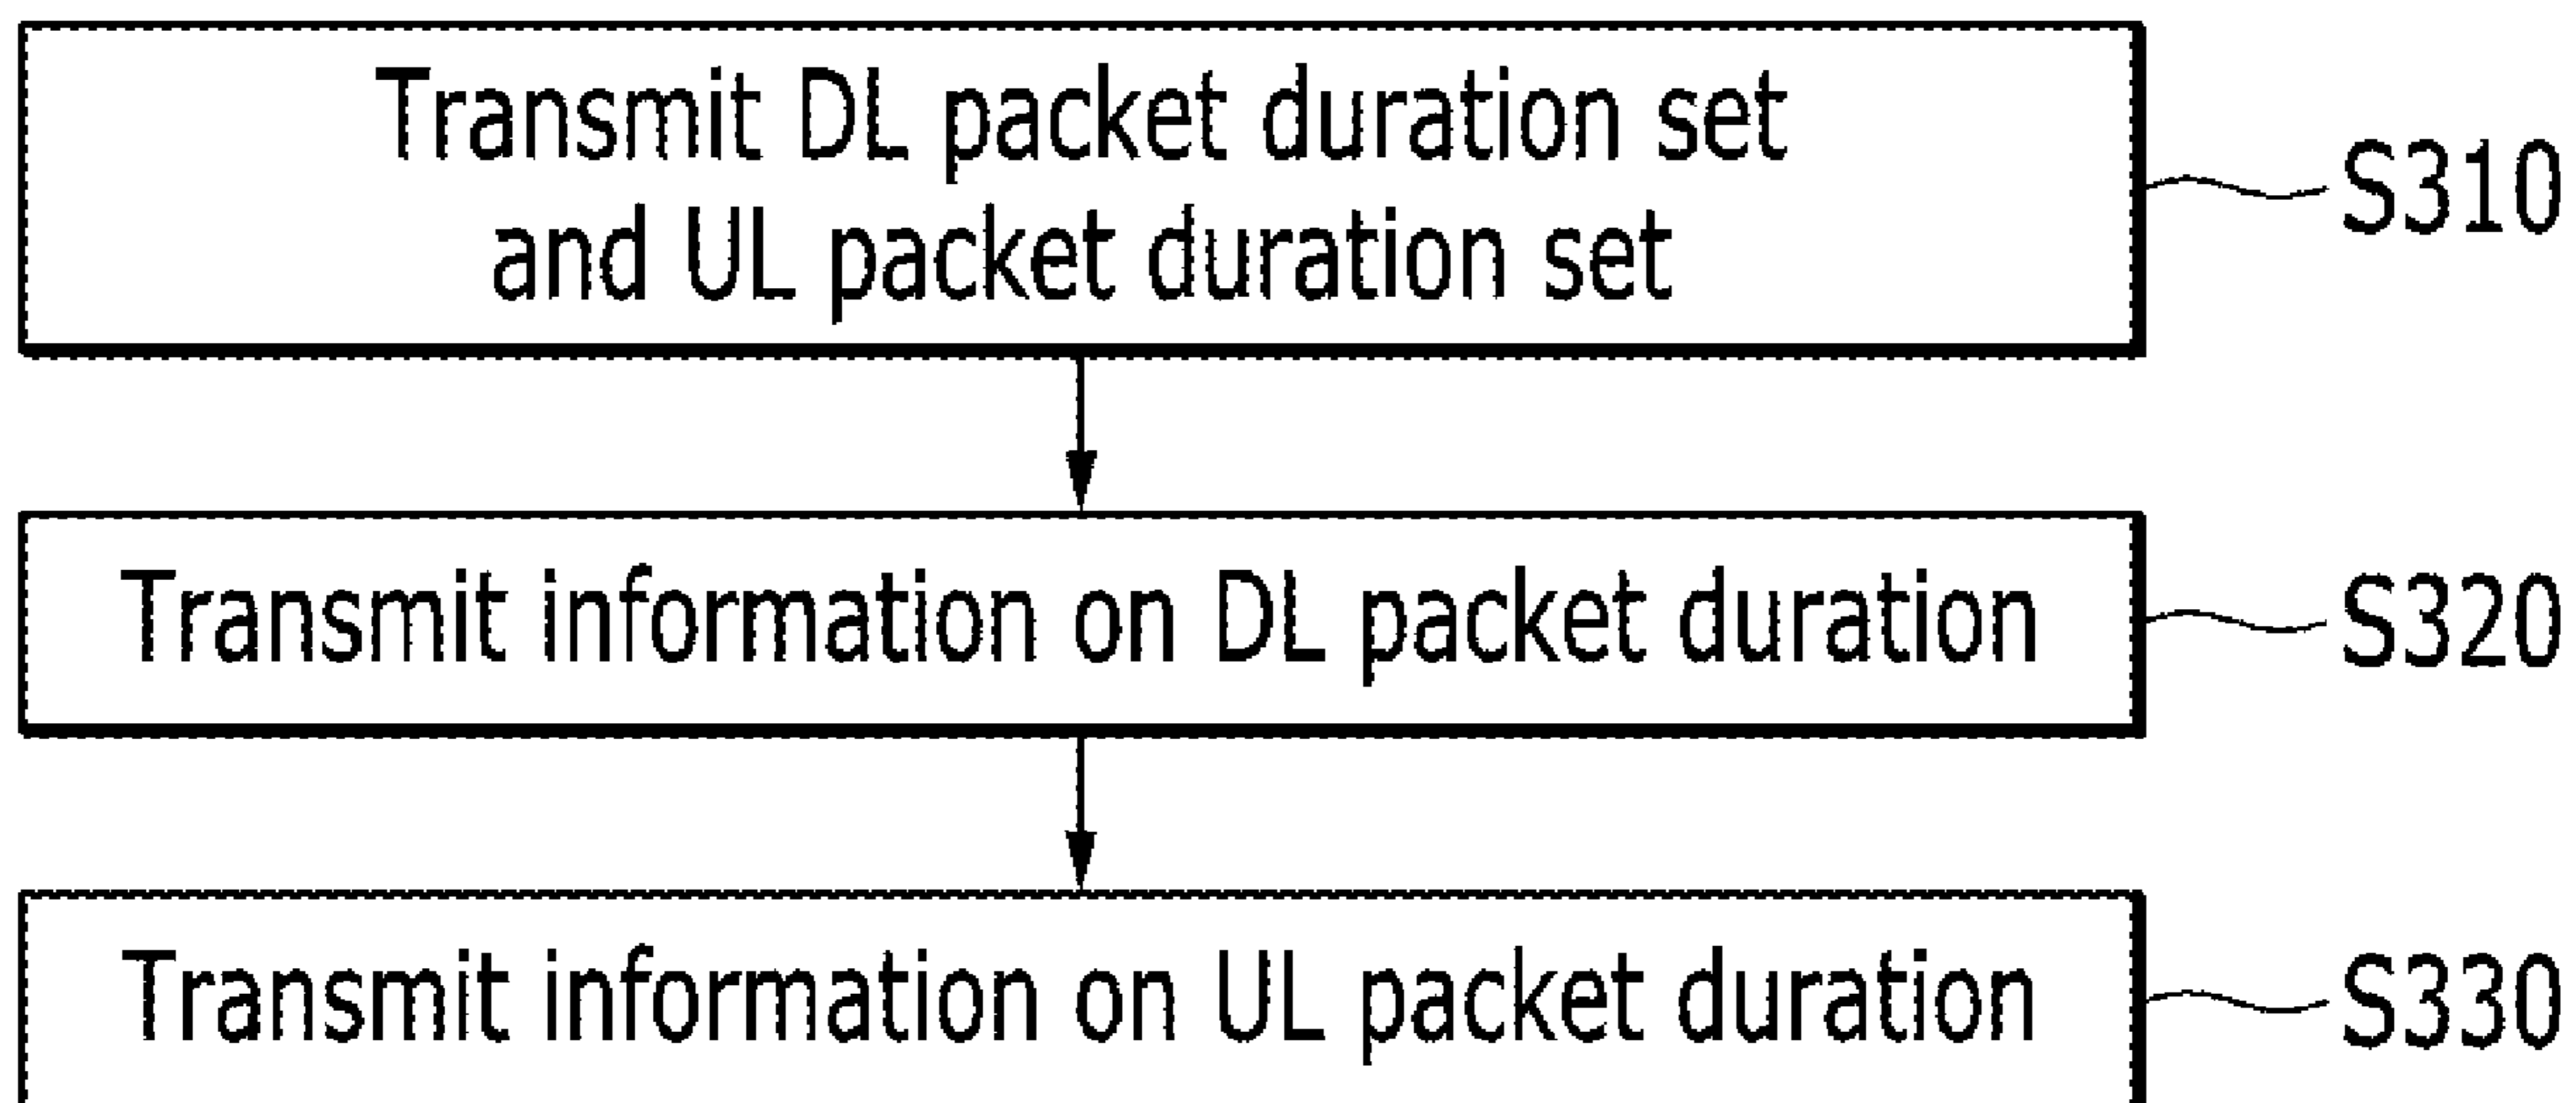 Transmit DL packet duration set
and UL packet duration set
S310
Transmit information on DL packet duration
S320
Transmit information on UL packet duration
S330